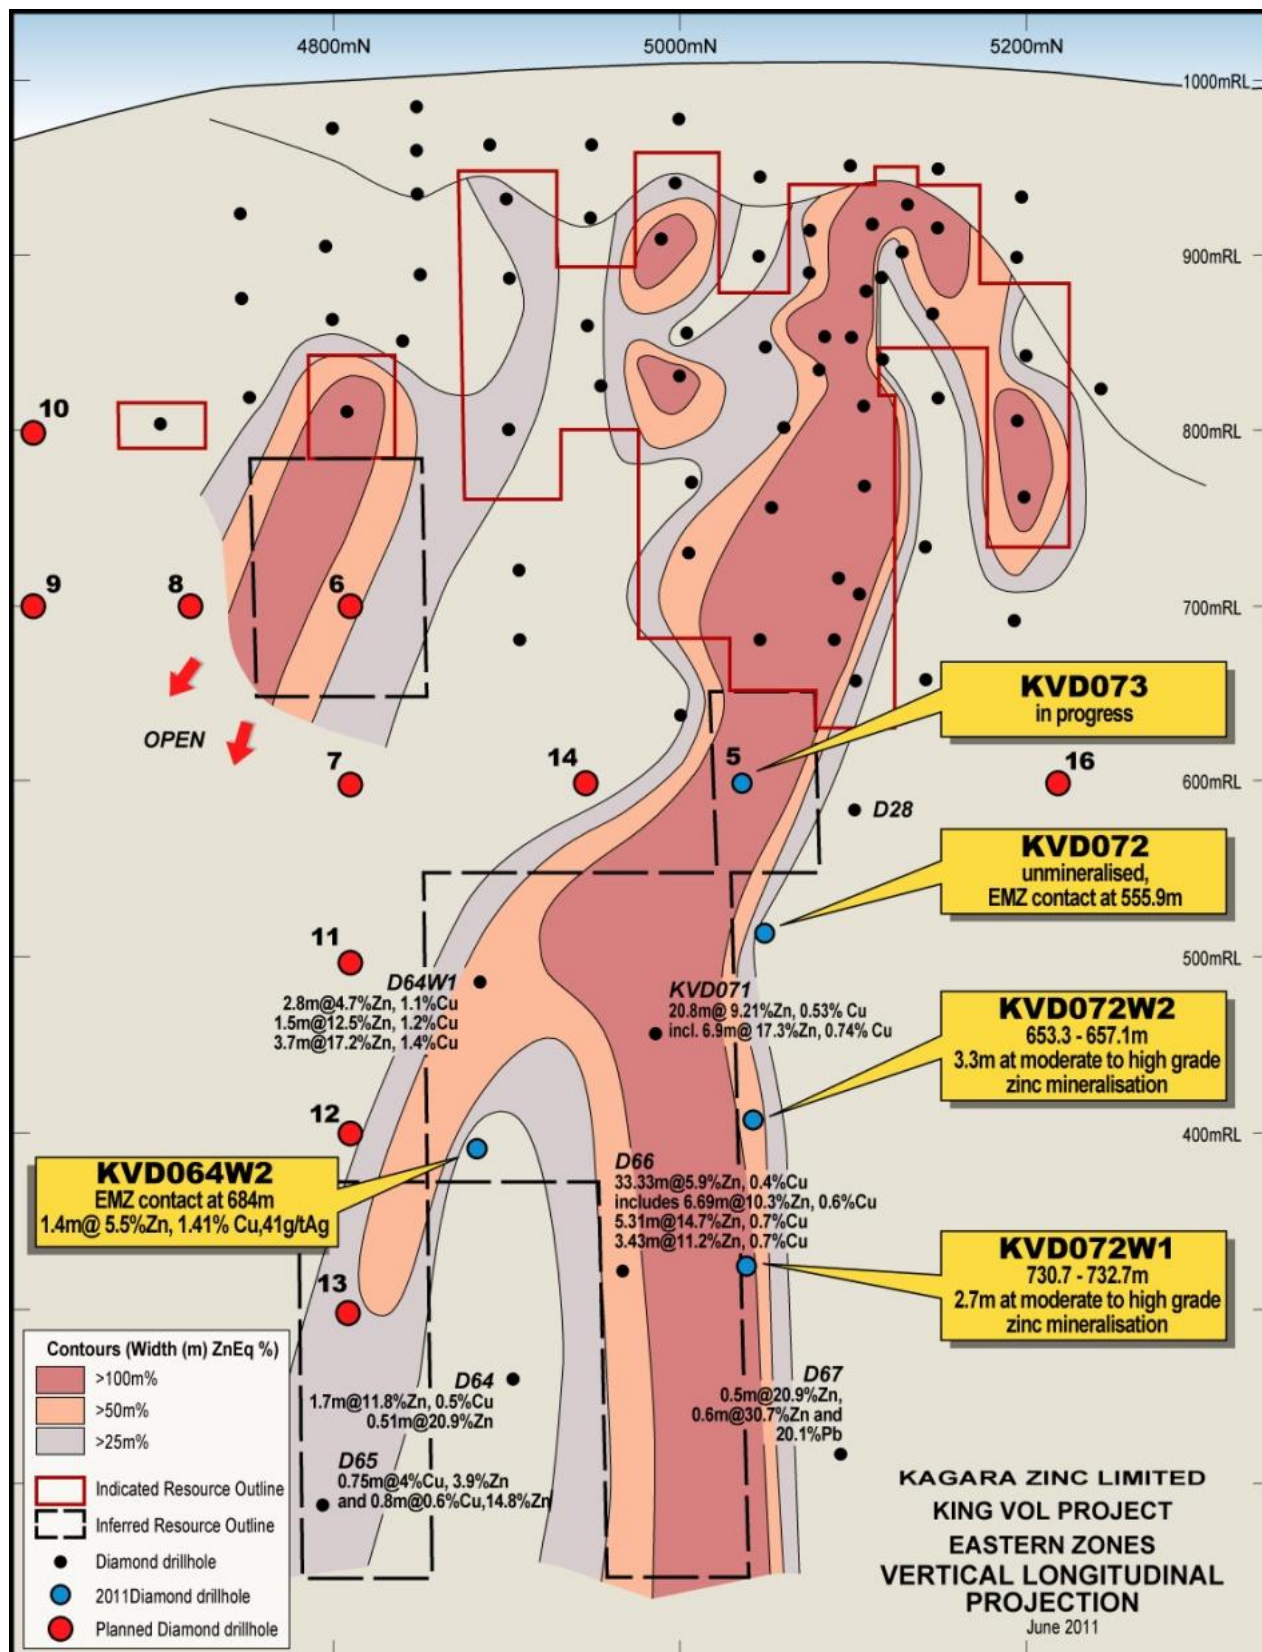 4800mN
5000mN
5200mN
1000mRL
900mRL
10
800mRL
9
8
6
700mRL
KVD073
in progress
OPEN
7
14
5
16
600mRL
D28
KVD072
unmineralised,
EMZ contact at 555.9m
11
500mRL
D64W1
2.8m@4.7%Zn, 1.1%Cu
1.5m@12.5%Zn, 1.2%Cu
3.7m@17.2%Zn, 1.4%Cu
KVD071
20.8m@ 9.21%Zn, 0.53% Cu
incl. 6.9m@ 17.3%Zn, 0.74% Cu
KVD072W2
653.3 - 657.1m
3.3m at moderate to high grade
zinc mineralisation
12
400mRL
KVD064W2
EMZ contact at 684m
1.4m@ 5.5%Zn, 1.41% Cu,41g/tAg
D66
33.33m@5.9%Zn, 0.4%Cu
includes 6.69m@10.3%Zn, 0.6%Cu
5.31m@14.7%Zn, 0.7%Cu
3.43m@11.2%Zn, 0.7%Cu
KVD072W1
730.7 - 732.7m
2.7m at moderate to high grade
zinc mineralisation
13
D64
1.7m@11.8%Zn, 0.5%Cu
0.51m@20.9%Zn
D67
0.5m@20.9%Zn,
0.6m@30.7%Zn and
20.1%Pb
D65
0.75m@4%Cu, 3.9%Zn
and 0.8m@0.6%Cu,14.8%Zn
Contours (Width (m) ZnEq %)
>100m%
>50m%
>25m%
Indicated Resource Outline
Inferred Resource Outline
Diamond drillhole
2011Diamond drillhole
Planned Diamond drillhole
KAGARA ZINC LIMITED
KING VOL PROJECT
EASTERN ZONES
VERTICAL LONGITUDINAL
PROJECTION
June 2011